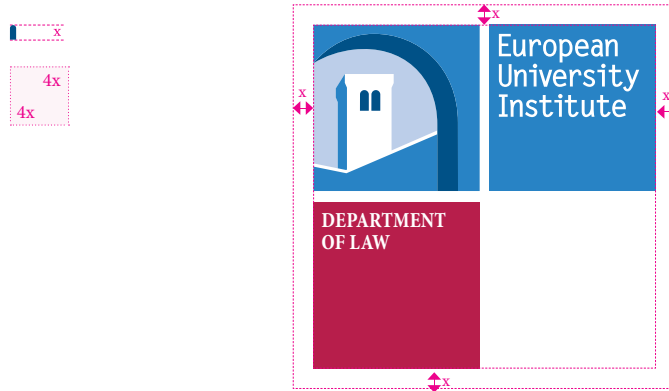 x
4x
4x
x
x
European
University
Institute
x
DEPARTMENT
OF LAW
x